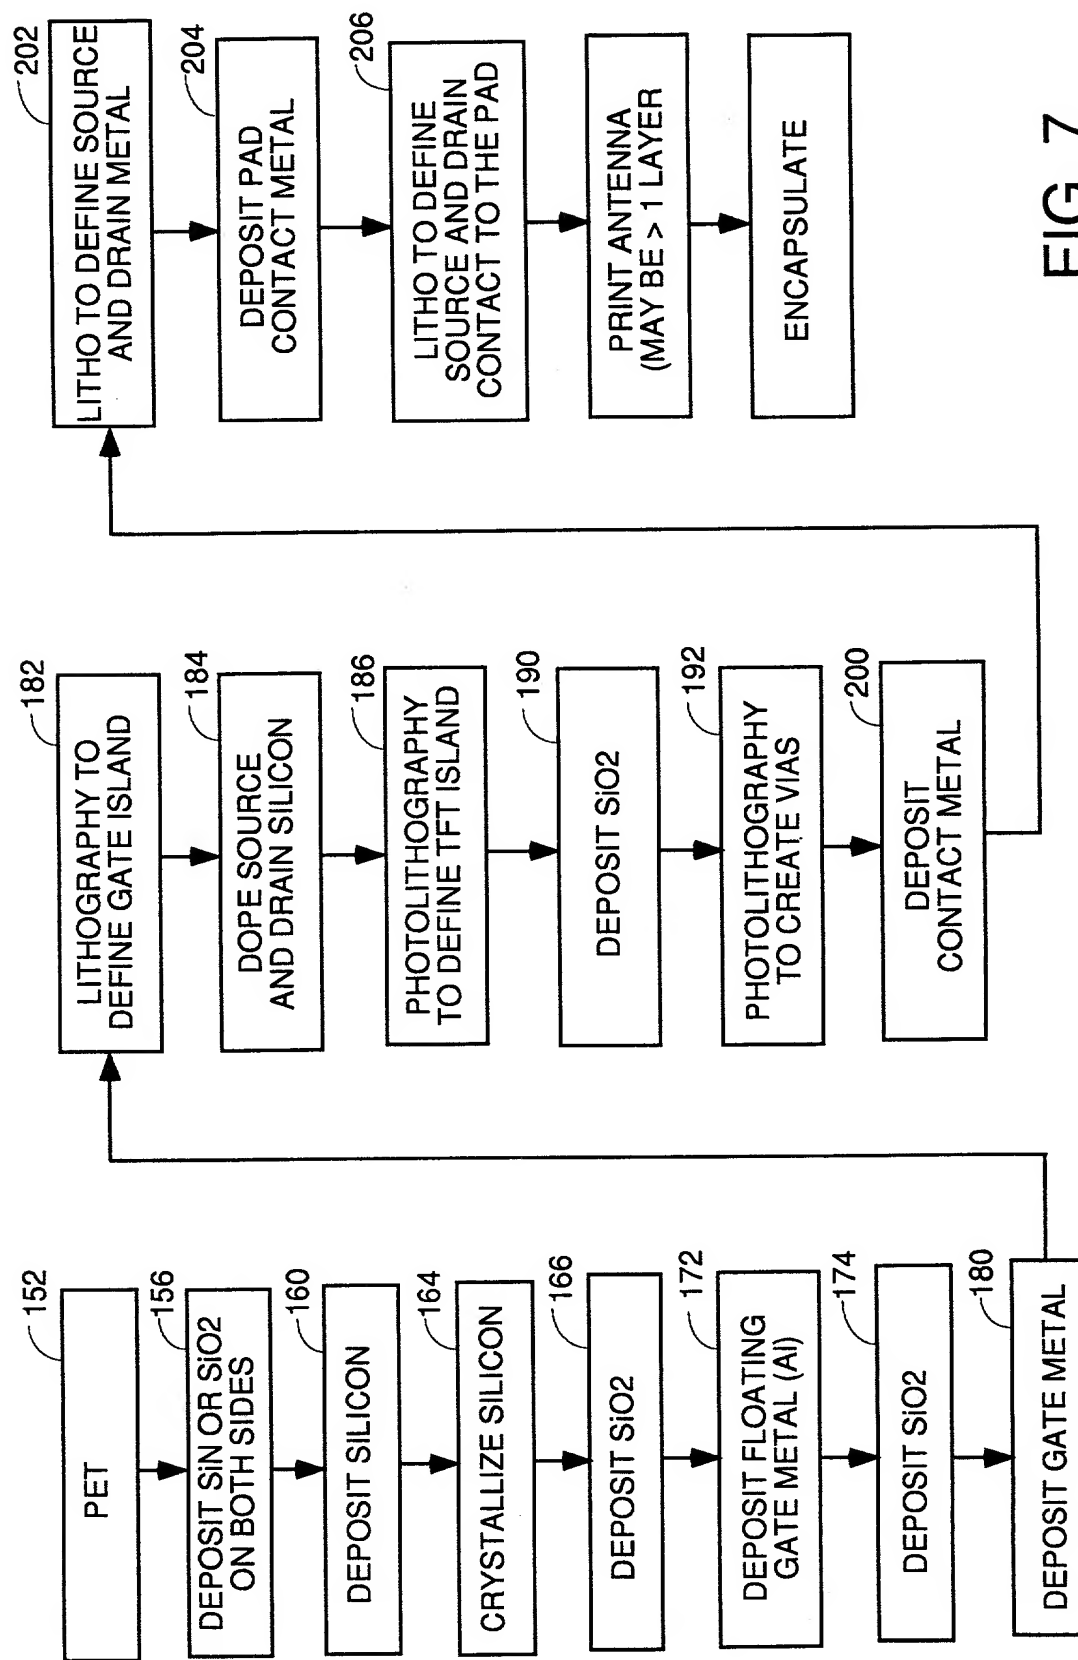 PET
152
DEPOSIT SiN OR SiO2
ON BOTH SIDES
156
DEPOSIT SILICON
160
CRYSTALLIZE SILICON
164
DEPOSIT SiO2
166
DEPOSIT FLOATING
GATE METAL (Al)
172
DEPOSIT SiO2
174
DEPOSIT GATE METAL
180
LITHOGRAPHY TO
DEFINE GATE ISLAND
182
DOPE SOURCE
AND DRAIN SILICON
184
PHOTOLITHOGRAPHY
TO DEFINE TFT ISLAND
186
DEPOSIT SiO2
190
PHOTOLITHOGRAPHY
TO CREATE VIAS
192
DEPOSIT
CONTACT METAL
200
LITHO TO DEFINE SOURCE
AND DRAIN METAL
202
DEPOSIT PAD
CONTACT METAL
204
LITHO TO DEFINE
SOURCE AND DRAIN
CONTACT TO THE PAD
206
PRINT ANTENNA
(MAY BE > 1 LAYER
ENCAPSULATE
FIG. 7